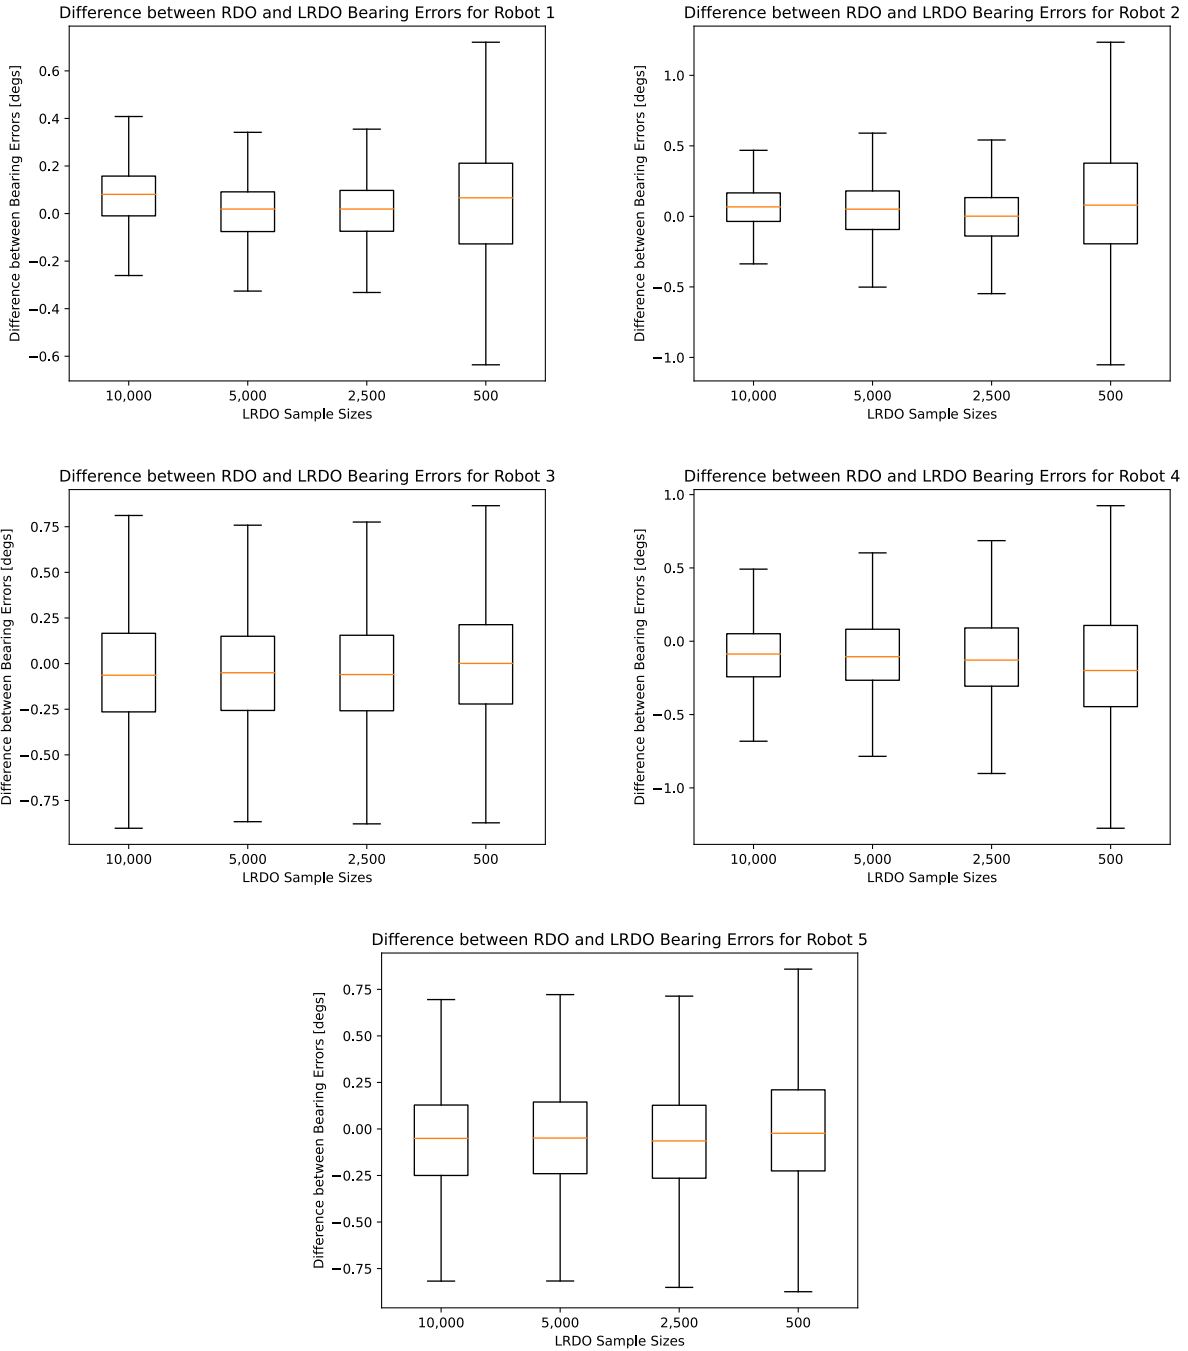 Difference between RDO and LRDO Bearing Errors for Robot 1
Difference between Bearing Errors [degs]
0.6
0.4
0.2
0.0
−0.2
−0.4
−0.6
10,000 5,000 2,500 500
LRDO Sample Sizes
Difference between RDO and LRDO Bearing Errors for Robot 2
Difference between Bearing Errors [degs]
1.0
0.5
0.0
−0.5
−1.0
10,000 5,000 2,500 500
LRDO Sample Sizes
Difference between RDO and LRDO Bearing Errors for Robot 3
Difference between Bearing Errors [degs]
0.75
0.50
0.25
0.00
−0.25
−0.50
−0.75
10,000 5,000 2,500 500
LRDO Sample Sizes
Difference between RDO and LRDO Bearing Errors for Robot 4
Difference between Bearing Errors [degs]
1.0
0.5
0.0
−0.5
−1.0
10,000 5,000 2,500 500
LRDO Sample Sizes
Difference between RDO and LRDO Bearing Errors for Robot 5
Difference between Bearing Errors [degs]
0.75
0.50
0.25
0.00
−0.25
−0.50
−0.75
10,000 5,000 2,500 500
LRDO Sample Sizes